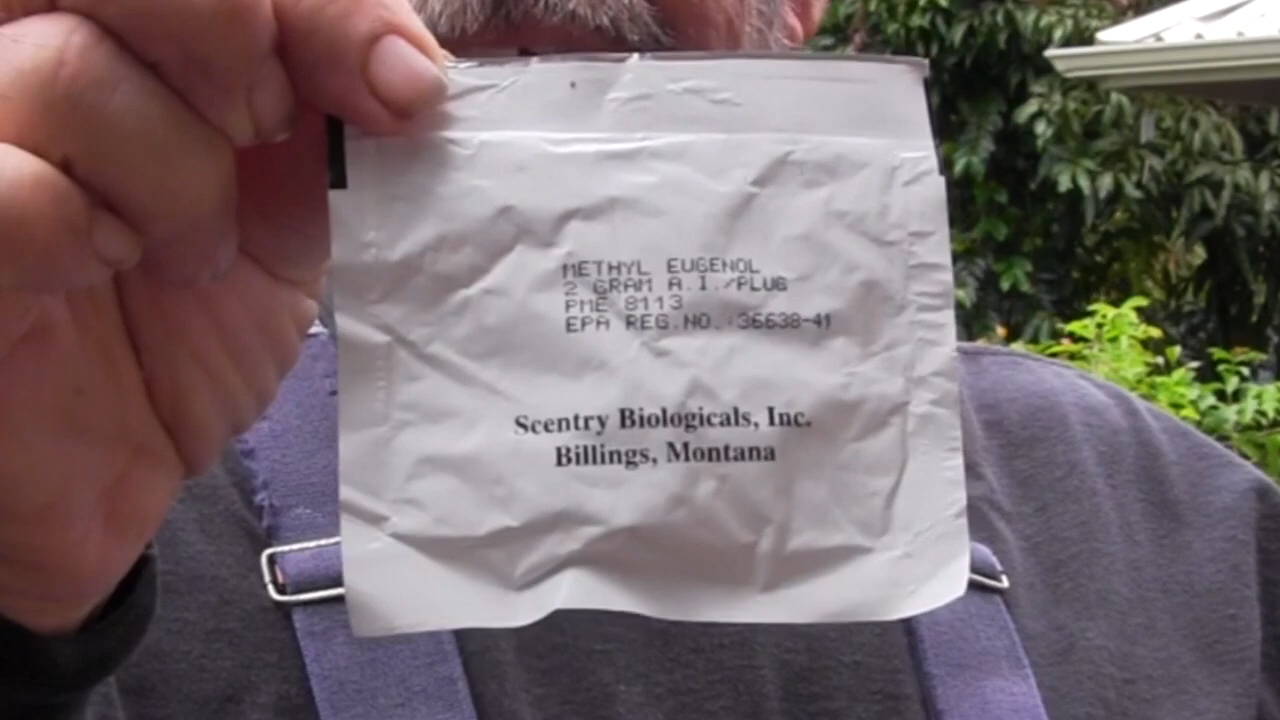 METHYL EUGENOL
2 GRAM A.I./PLUG
PME 8113
EPA REG.NO. 36638-41
Scentry Biologicals, Inc.
Billings, Montana